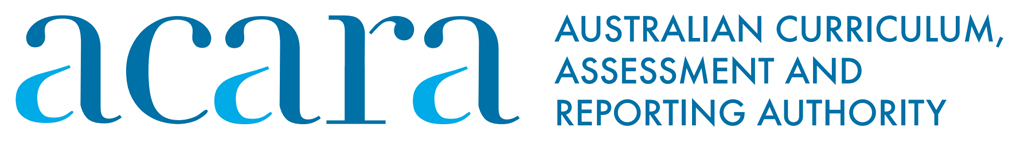 acara
AUSTRALIAN CURRICULUM,
ASSESSMENT AND
REPORTING AUTHORITY